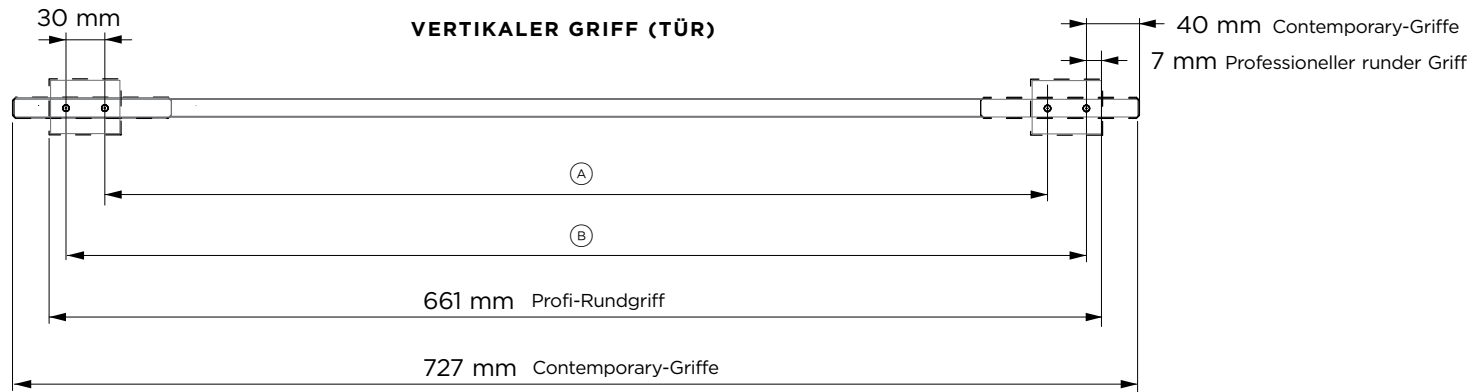 30 mm
VERTIKALER GRIFF (TÜR)
40 mm Contemporary-Griffe
7 mm Professioneller runder Griff
A
B
661 mm Profi-Rundgriff
727 mm Contemporary-Griffe